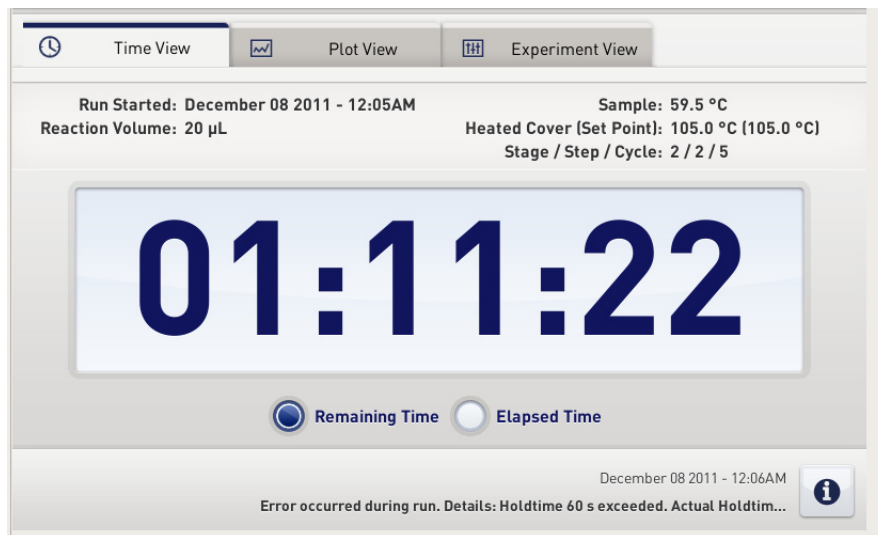 Time View
Plot View
Experiment View
Run Started: December 08 2011 - 12:05AM
Reaction Volume: 20 µL
Sample: 59.5 °C
Heated Cover (Set Point): 105.0 °C (105.0 °C)
Stage / Step / Cycle: 2 / 2 / 5
01:11:22
Remaining Time
Elapsed Time
December 08 2011 - 12:06AM
Error occurred during run. Details: Holdtime 60 s exceeded. Actual Holdtim...